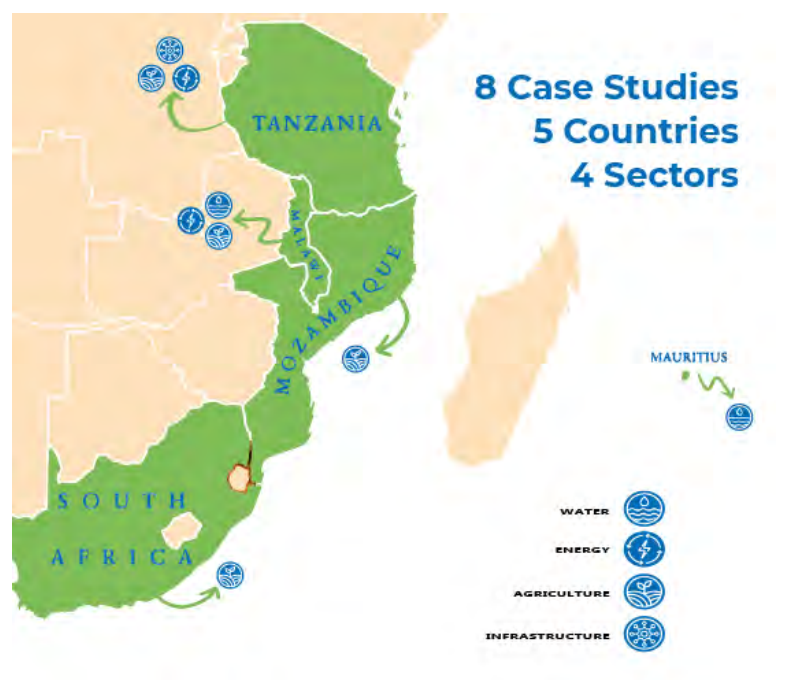 8 Case Studies
5 Countries
4 Sectors
TANZANIA
MALAWI
MOZAMBIQUE
MAURITIUS
SOUTH
AFRICA
WATER
ENERGY
AGRICULTURE
INFRASTRUCTURE